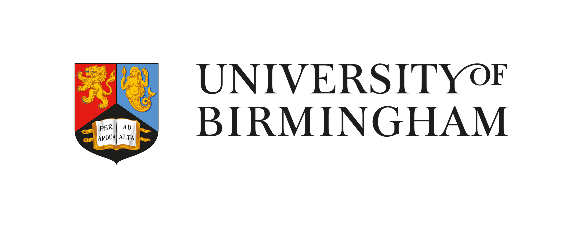 UNIVERSITY OF
BIRMINGHAM
PER AD
ARDUA ALTA